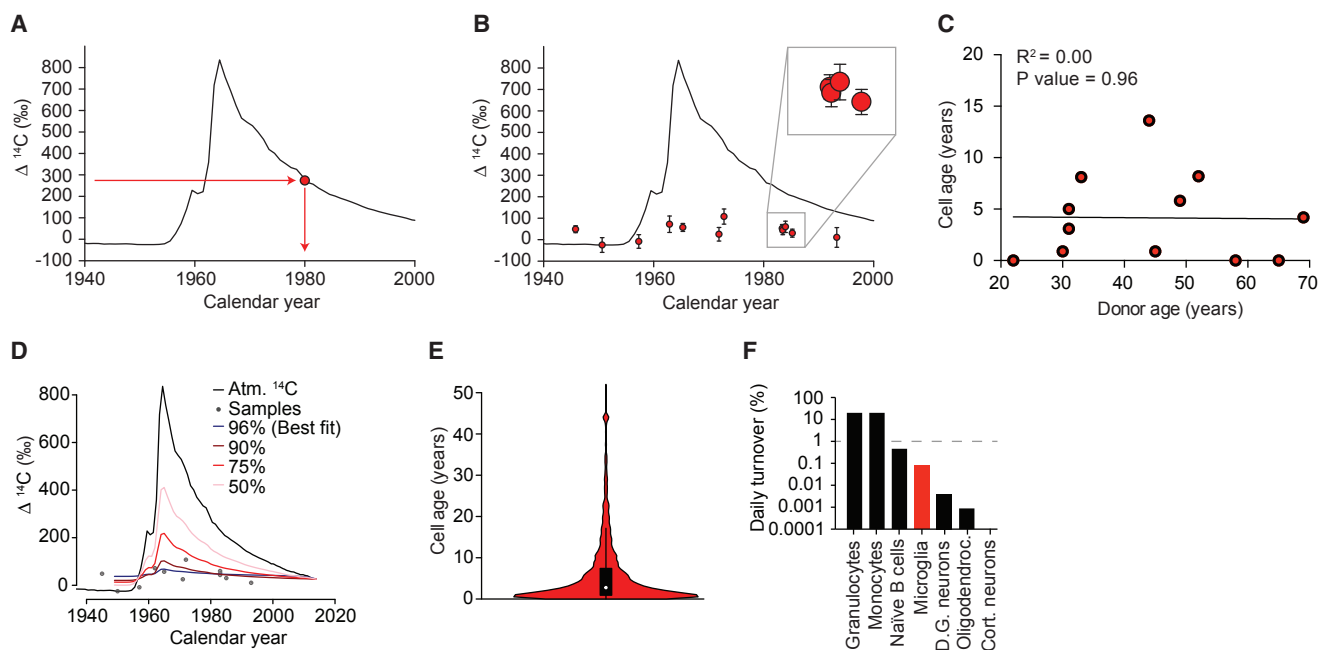 A
Δ ¹⁴C (‰)
800
700
600
500
400
300
200
100
0
-100
1940
1960
1980
2000
Calendar year
B
Δ ¹⁴C (‰)
800
700
600
500
400
300
200
100
0
-100
1940
1960
1980
2000
Calendar year
C
R² = 0.00
P value = 0.96
Cell age (years)
20
15
10
5
0
20
30
40
50
60
70
Donor age (years)
D
Δ ¹⁴C (‰)
800
600
400
200
0
Atm. ¹⁴C
Samples
96% (Best fit)
90%
75%
50%
1940
1960
1980
2000
2020
Calendar year
E
Cell age (years)
50
40
30
20
10
0
F
Daily turnover (%)
100
10
1
0.1
0.01
0.001
0.0001
Granulocytes
Monocytes
Naïve B cells
Microglia
D.G. neurons
Oligodendroc.
Cort. neurons